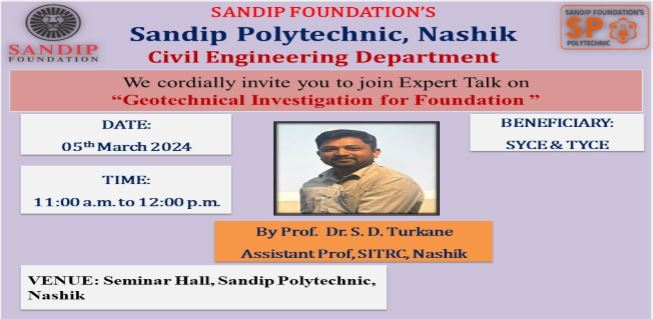 SANDIP FOUNDATION'S
Sandip Polytechnic, Nashik
Civil Engineering Department
SANDIP
FOUNDATION
SANDIP FOUNDATION'S
SP
POLYTECHNIC
We cordially invite you to join Expert Talk on
“Geotechnical Investigation for Foundation ”
DATE:
05th March 2024
BENEFICIARY:
SYCE & TYCE
TIME:
11:00 a.m. to 12:00 p.m.
By Prof. Dr. S. D. Turkane
Assistant Prof, SITRC, Nashik
VENUE: Seminar Hall, Sandip Polytechnic,
Nashik